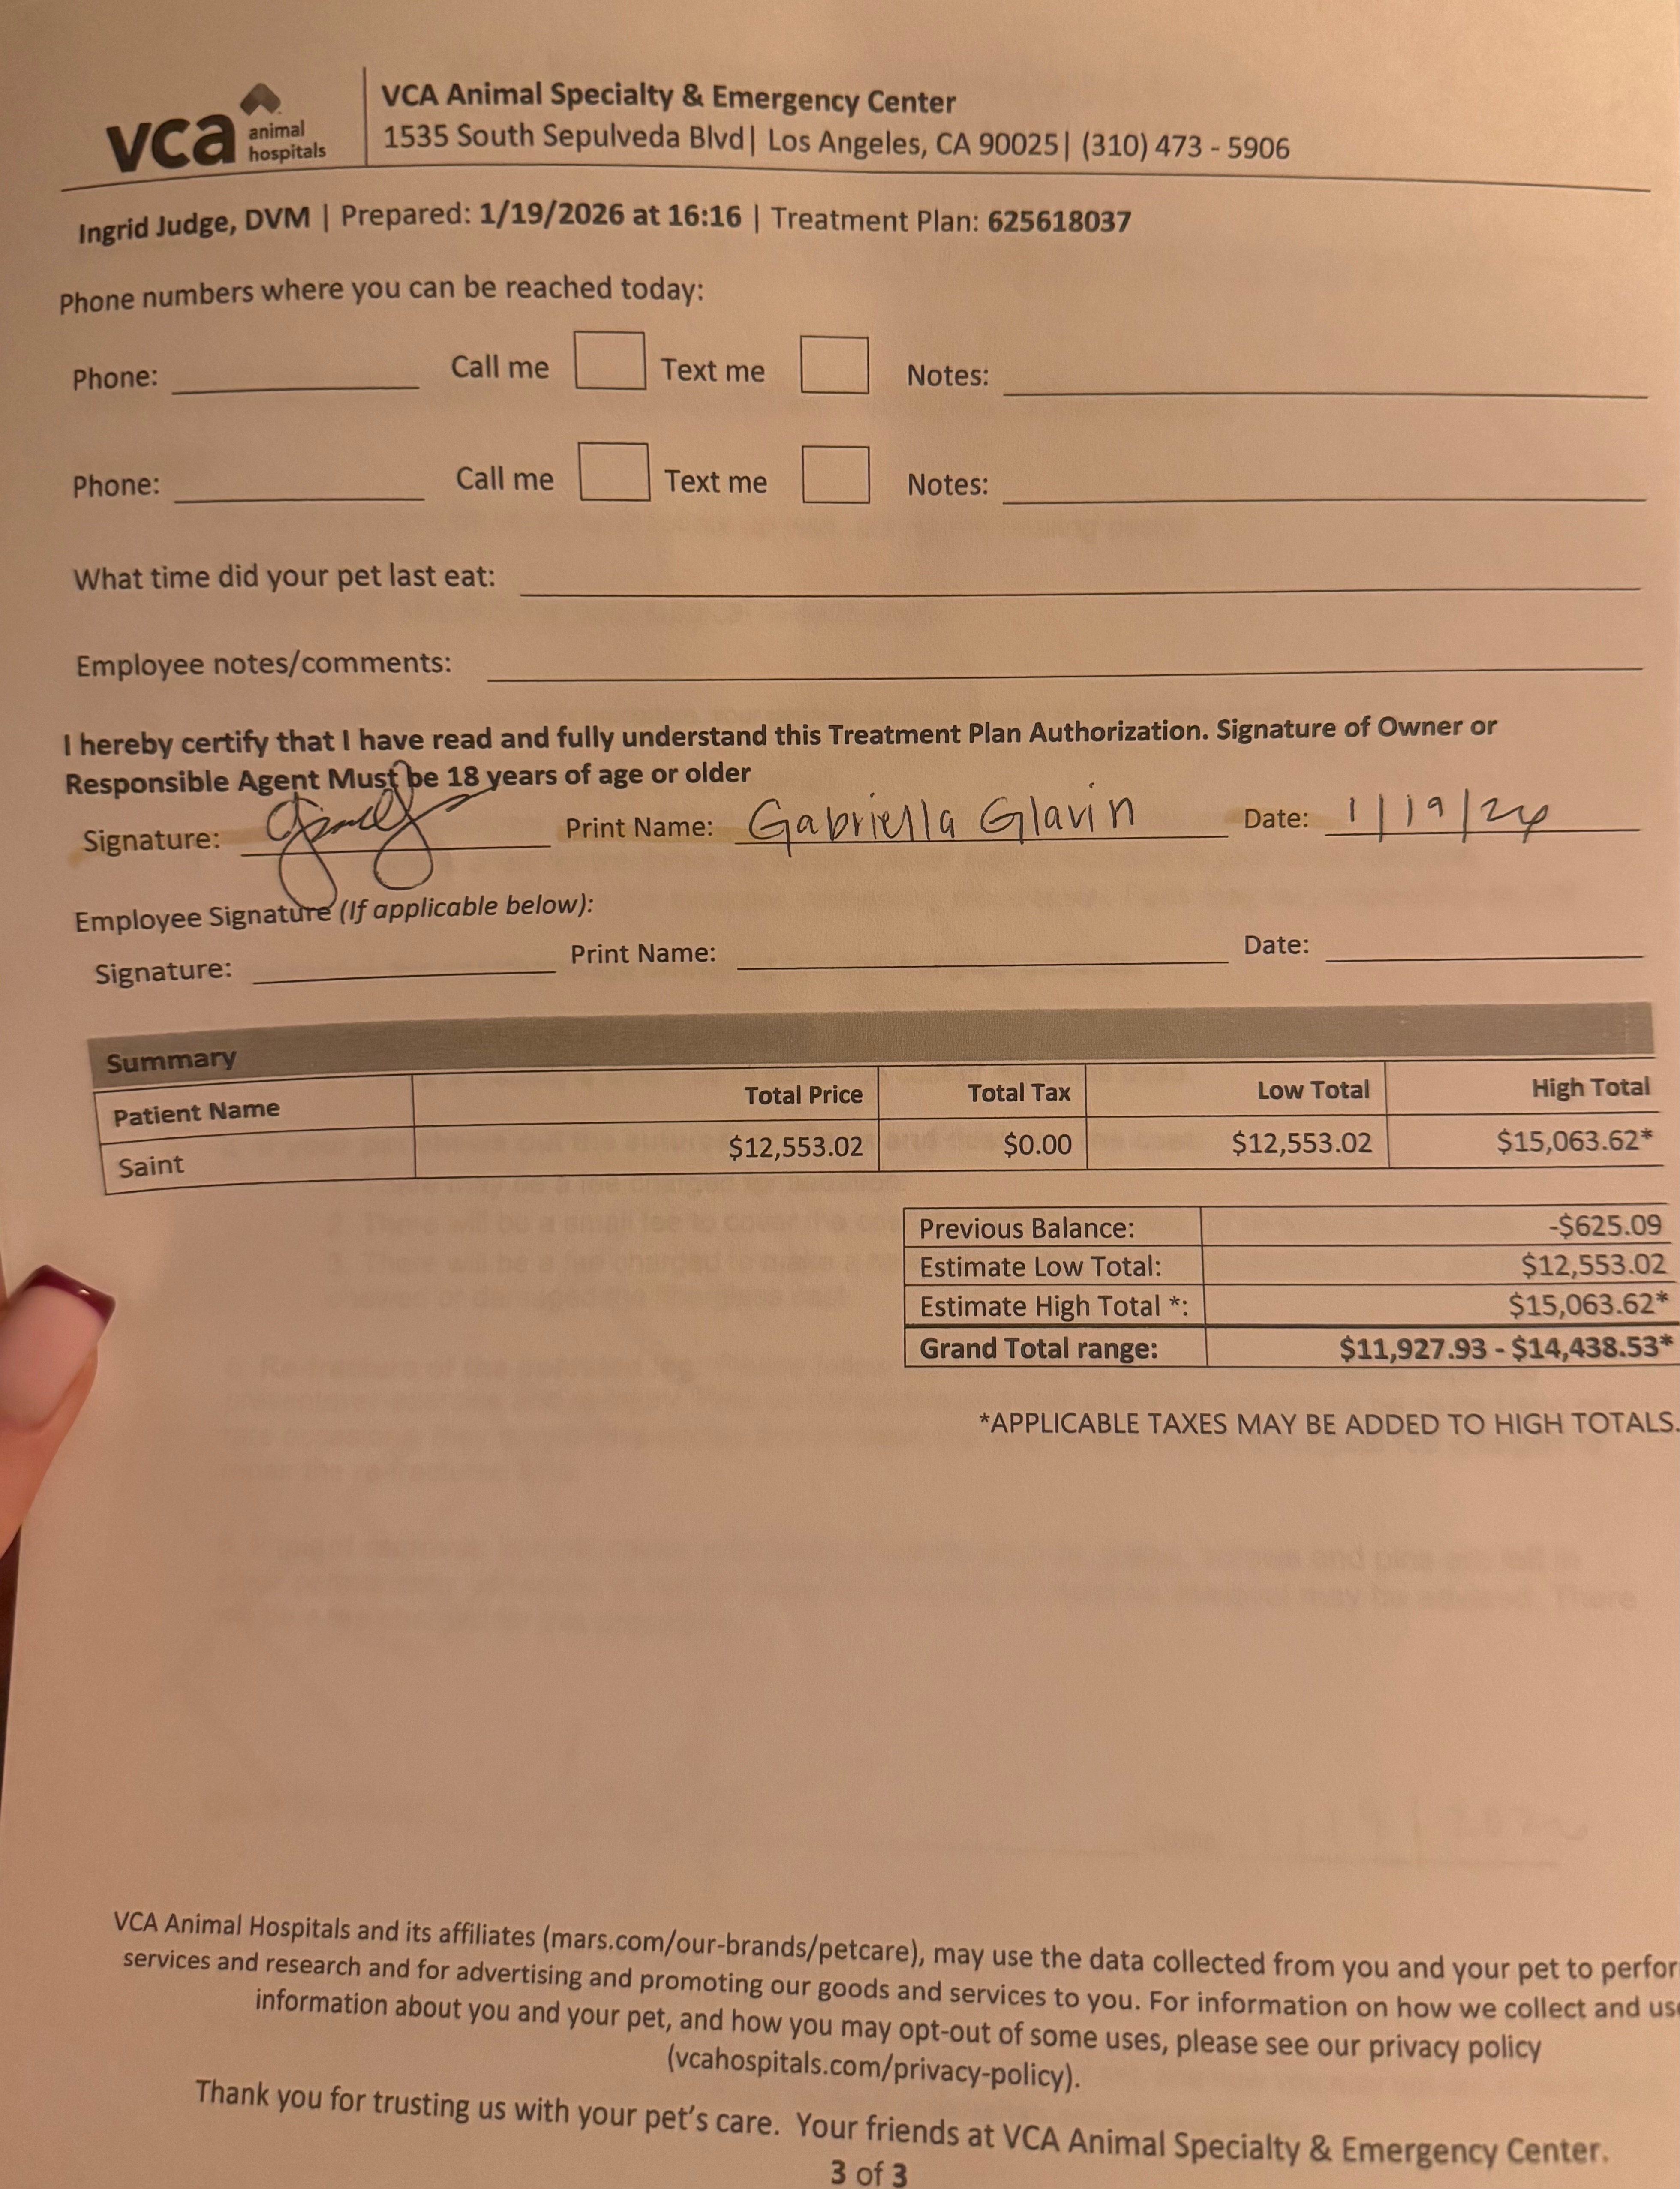 vca animal hospitals
VCA Animal Specialty & Emergency Center
1535 South Sepulveda Blvd| Los Angeles, CA 90025| (310) 473 - 5906
Ingrid Judge, DVM | Prepared: 1/19/2026 at 16:16 | Treatment Plan: 625618037
Phone numbers where you can be reached today:
Phone: Call me Text me Notes:
Phone: Call me Text me Notes:
What time did your pet last eat:
Employee notes/comments:
I hereby certify that I have read and fully understand this Treatment Plan Authorization. Signature of Owner or
Responsible Agent Must be 18 years of age or older
Signature: Print Name: Gabriella Glavin Date: 1/19/26
Employee Signature (If applicable below):
Signature: Print Name: Date:
Summary
Patient Name Total Price Total Tax Low Total High Total
Saint $12,553.02 $0.00 $12,553.02 $15,063.62*
Previous Balance: -$625.09
Estimate Low Total: $12,553.02
Estimate High Total *: $15,063.62*
Grand Total range: $11,927.93 - $14,438.53*
*APPLICABLE TAXES MAY BE ADDED TO HIGH TOTALS.
VCA Animal Hospitals and its affiliates (mars.com/our-brands/petcare), may use the data collected from you and your pet to perfor
services and research and for advertising and promoting our goods and services to you. For information on how we collect and us
information about you and your pet, and how you may opt-out of some uses, please see our privacy policy
(vcahospitals.com/privacy-policy).
Thank you for trusting us with your pet's care. Your friends at VCA Animal Specialty & Emergency Center.
3 of 3